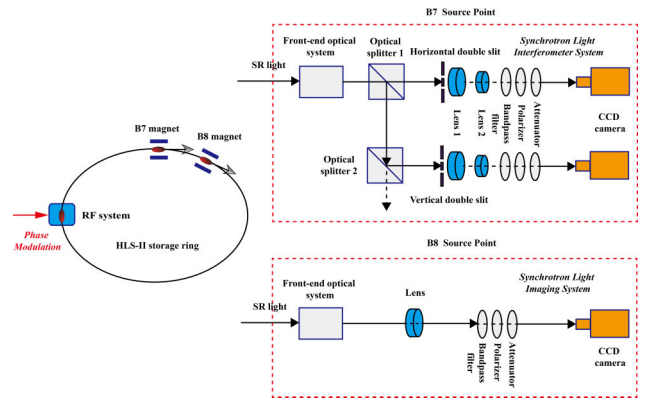 B7 Source Point
Front-end optical
system
Optical
splitter 1
Horizontal double slit
Synchrotron Light
Interferometer System
SR light
Lens 1
Lens 2
Bandpass
filter
Polarizer
Attenuator
CCD
camera
Optical
splitter 2
Vertical double slit
B7 magnet
B8 magnet
RF system
Phase
Modulation
HLS-II storage ring
B8 Source Point
Front-end optical
system
Synchrotron Light
Imaging System
SR light
Lens
Bandpass
filter
Polarizer
Attenuator
CCD
camera